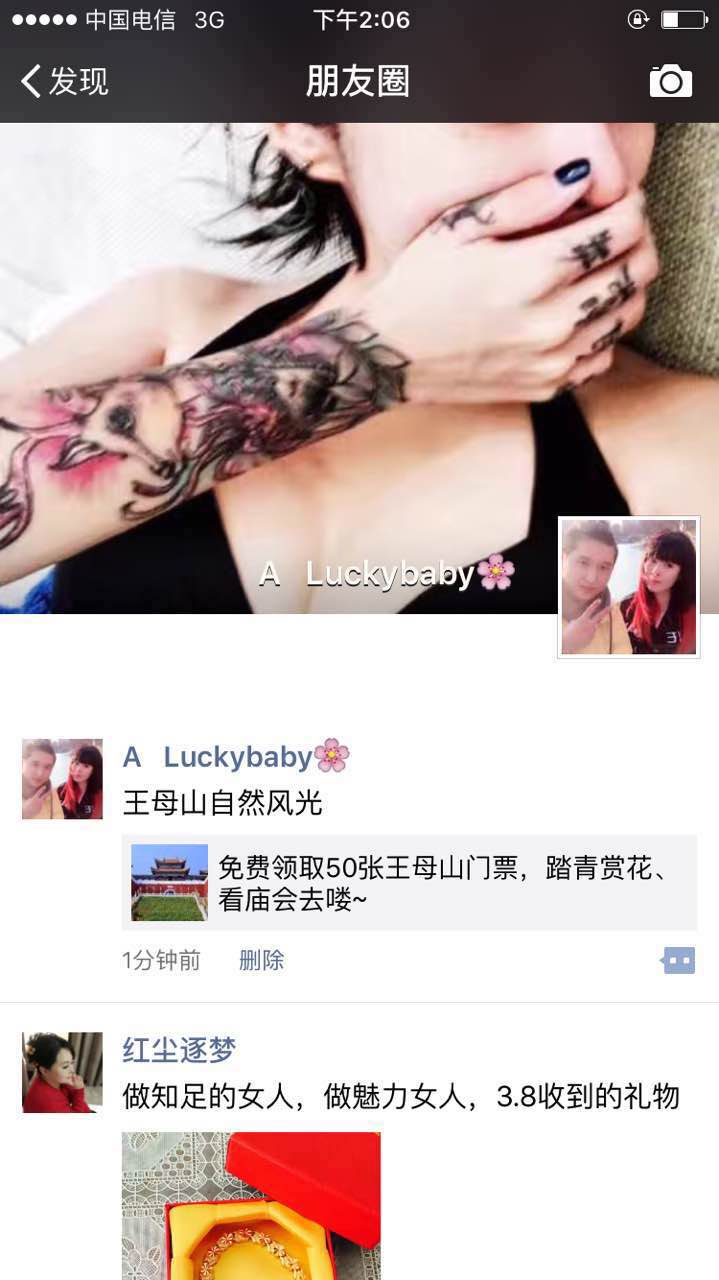 中国电信 3G 下午2:06
发现 朋友圈
A Luckybaby🌸
A Luckybaby🌸
王母山自然风光
免费领取50张王母山门票，踏青赏花、
看庙会去喽~
1分钟前 删除
红尘逐梦
做知足的女人，做魅力女人，3.8收到的礼物